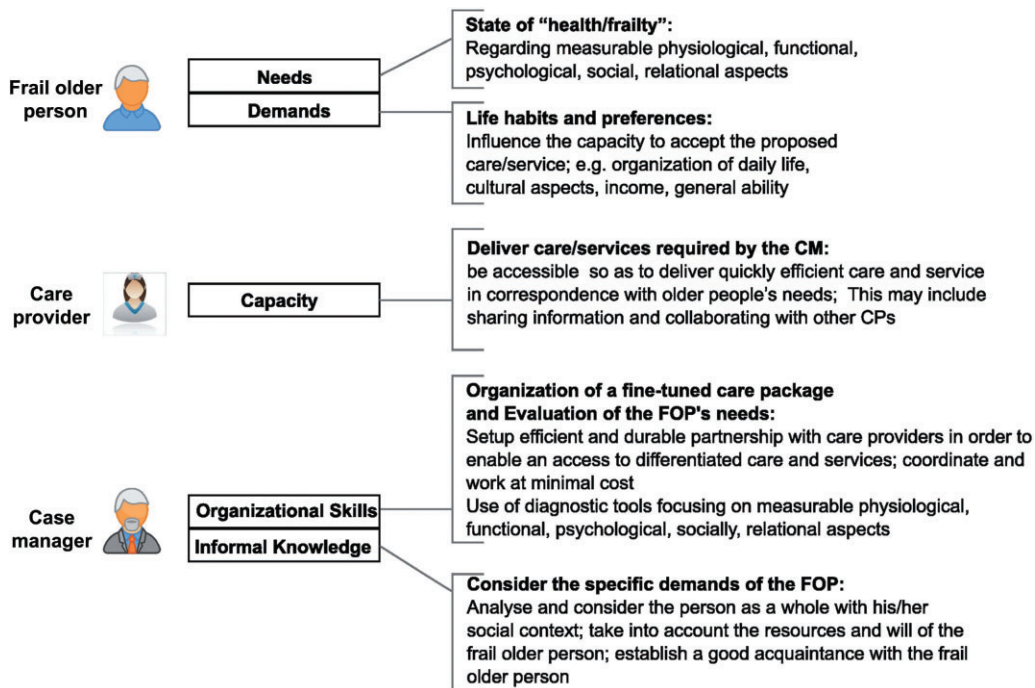 Frail older
person
Needs
Demands
State of “health/frailty”:
Regarding measurable physiological, functional,
psychological, social, relational aspects
Life habits and preferences:
Influence the capacity to accept the proposed
care/service; e.g. organization of daily life,
cultural aspects, income, general ability
Care
provider
Capacity
Deliver care/services required by the CM:
be accessible so as to deliver quickly efficient care and service
in correspondence with older people's needs; This may include
sharing information and collaborating with other CPs
Case
manager
Organizational Skills
Informal Knowledge
Organization of a fine-tuned care package
and Evaluation of the FOP's needs:
Setup efficient and durable partnership with care providers in order to
enable an access to differentiated care and services; coordinate and
work at minimal cost
Use of diagnostic tools focusing on measurable physiological,
functional, psychological, socially, relational aspects
Consider the specific demands of the FOP:
Analyse and consider the person as a whole with his/her
social context; take into account the resources and will of the
frail older person; establish a good acquaintance with the frail
older person